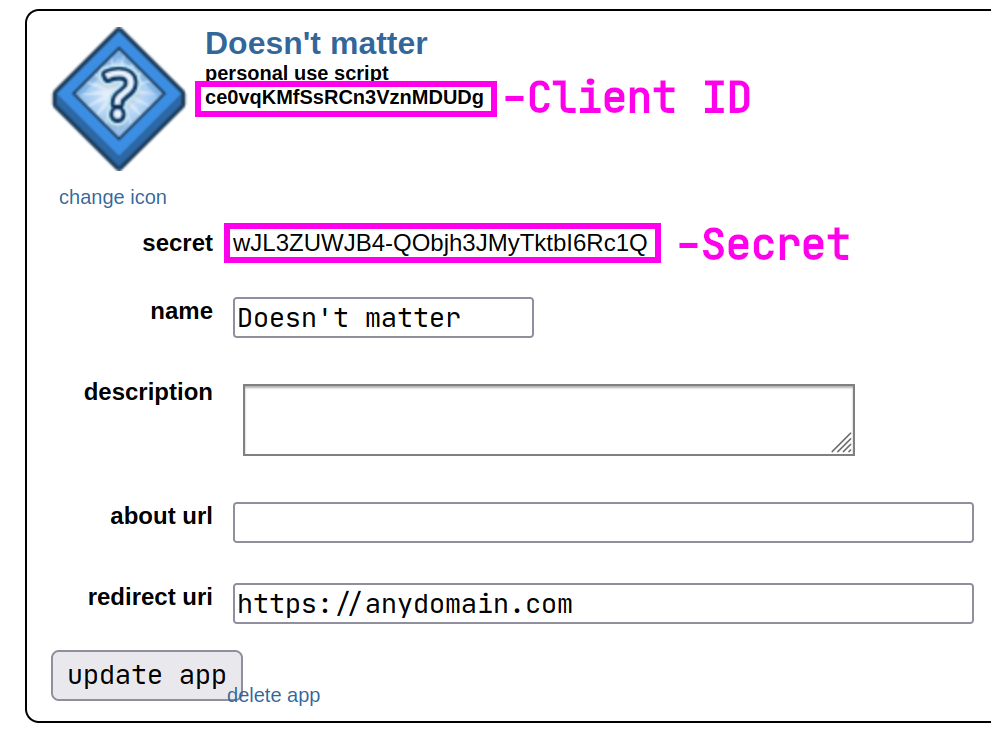 Doesn't matter
personal use script
ce0vqKMfSsRCn3VznMDUDg -Client ID
change icon
secret wJL3ZUWJB4-QObjh3JMyTktbI6Rc1Q -Secret
name Doesn't matter
description
about url
redirect uri https://anydomain.com
update app
delete app